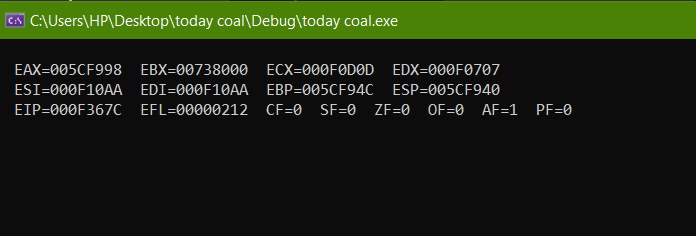 C:\Users\HP\Desktop\today coal\Debug\today coal.exe
EAX=005CF998 EBX=00738000 ECX=000F0D0D EDX=000F0707
ESI=000F10AA EDI=000F10AA EBP=005CF94C ESP=005CF940
EIP=000F367C EFL=00000212 CF=0 SF=0 ZF=0 OF=0 AF=1 PF=0